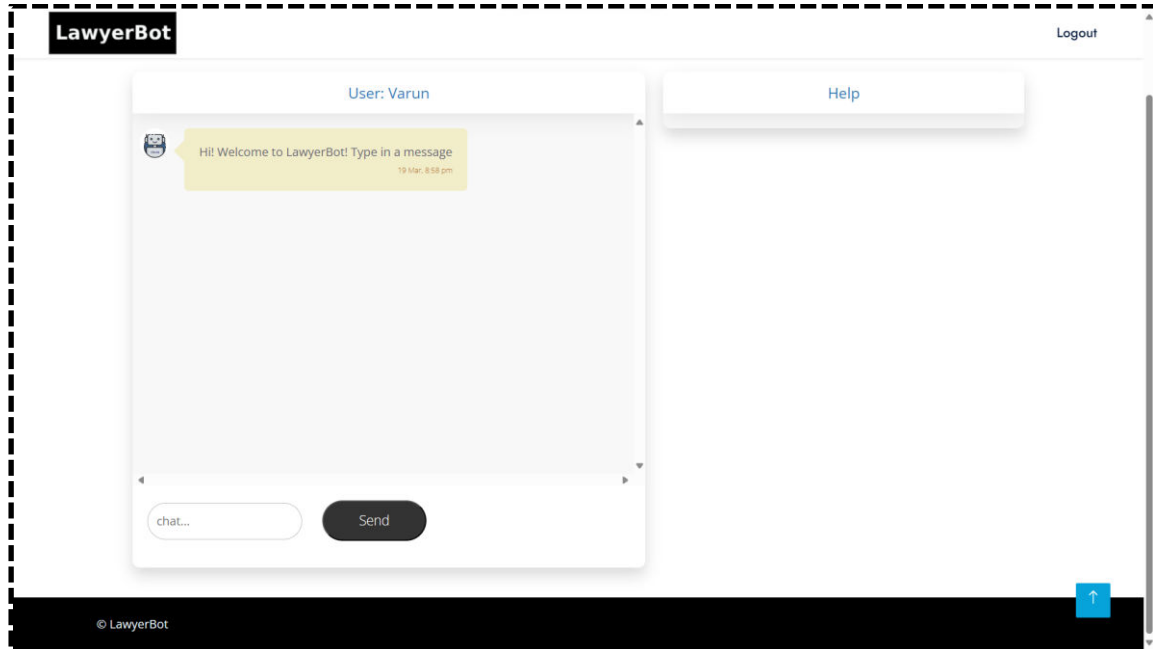 LawyerBot
Logout
User: Varun
Help
Hi! Welcome to LawyerBot! Type in a message
19 Mar, 8:58 pm
chat...
Send
© LawyerBot